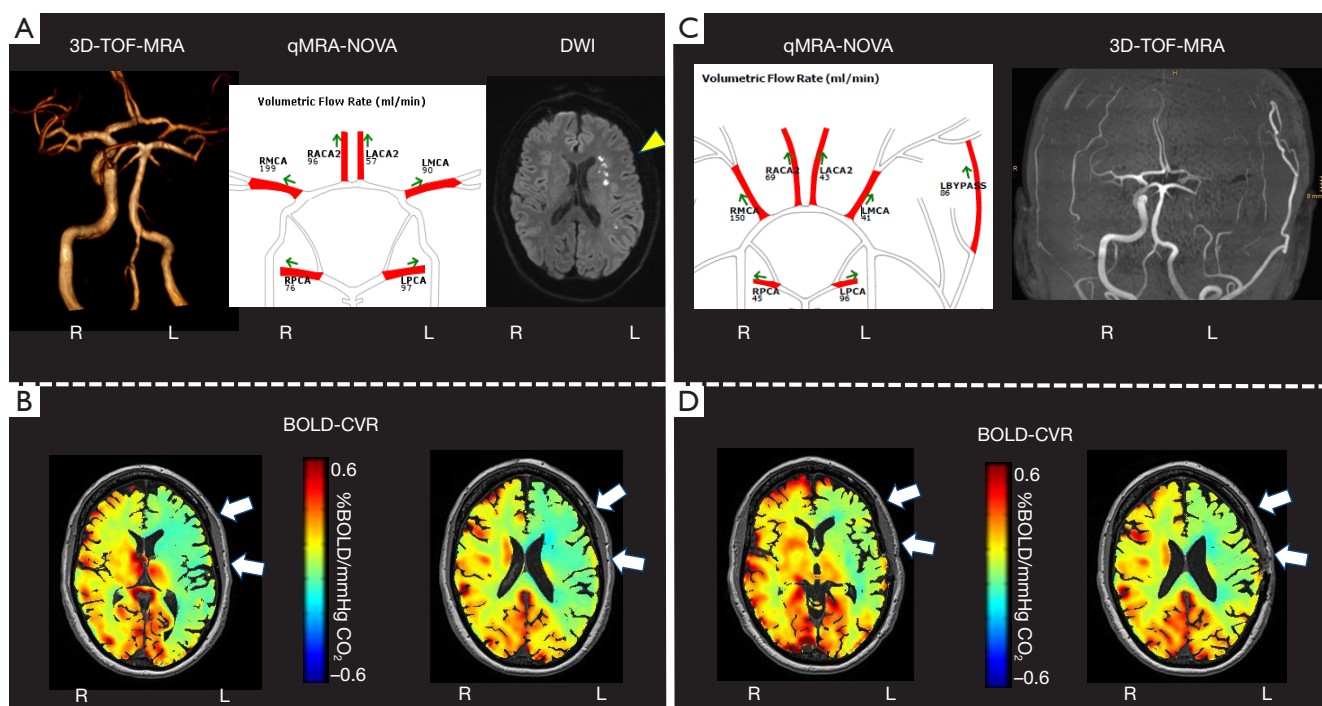 A
3D-TOF-MRA
qMRA-NOVA
DWI
Volumetric Flow Rate (ml/min)
RACA2
96
LACA2
57
RMCA
199
LMCA
90
RPCA
76
LPCA
97
R
L
R
L
R
L
C
qMRA-NOVA
3D-TOF-MRA
Volumetric Flow Rate (ml/min)
RACA2
69
LACA2
43
LBYPASS
86
RMCA
150
LMCA
41
RPCA
45
LPCA
96
H
R
8 mm
R
L
R
L
B
BOLD-CVR
0.6
%BOLD/mmHg CO2
–0.6
R
L
R
L
D
BOLD-CVR
0.6
%BOLD/mmHg CO2
–0.6
R
L
R
L